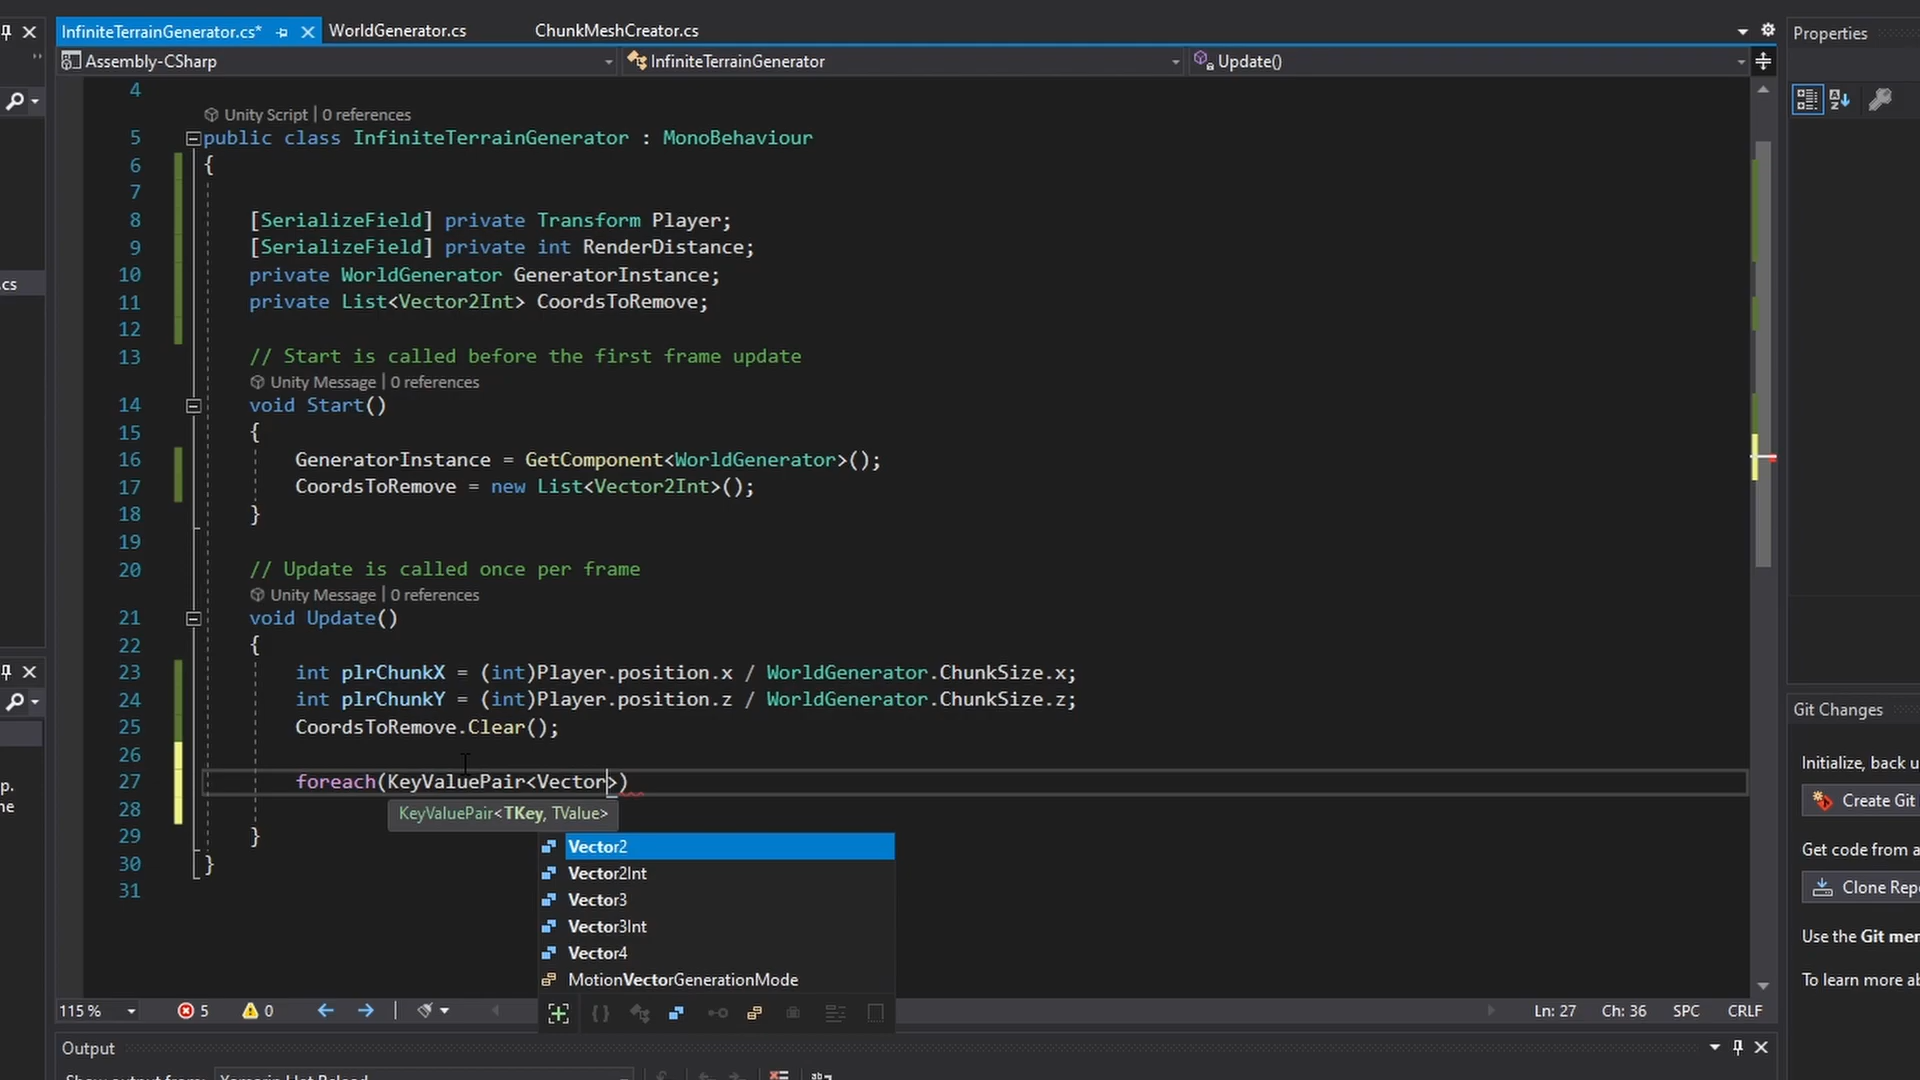 InfiniteTerrainGenerator.cs*
WorldGenerator.cs
ChunkMeshCreator.cs
Properties
Assembly-CSharp
InfiniteTerrainGenerator
Update()
4
Unity Script | 0 references
5 public class InfiniteTerrainGenerator : MonoBehaviour
6 {
7
8 [SerializeField] private Transform Player;
9 [SerializeField] private int RenderDistance;
10 private WorldGenerator GeneratorInstance;
11 private List<Vector2Int> CoordsToRemove;
12
13 // Start is called before the first frame update
Unity Message | 0 references
14 void Start()
15 {
16 GeneratorInstance = GetComponent<WorldGenerator>();
17 CoordsToRemove = new List<Vector2Int>();
18 }
19
20 // Update is called once per frame
Unity Message | 0 references
21 void Update()
22 {
23 int plrChunkX = (int)Player.position.x / WorldGenerator.ChunkSize.x;
24 int plrChunkY = (int)Player.position.z / WorldGenerator.ChunkSize.z;
25 CoordsToRemove.Clear();
26
27 foreach(KeyValuePair<Vector>)
28
KeyValuePair<TKey, TValue>
29 }
30 }
31
Vector2
Vector2Int
Vector3
Vector3Int
Vector4
MotionVectorGenerationMode
.cs
p.
ne
Git Changes
Initialize, back u
Create Git
Get code from a
Clone Repo
Use the Git men
To learn more ab
115 %
5
0
Ln: 27
Ch: 36
SPC
CRLF
Output